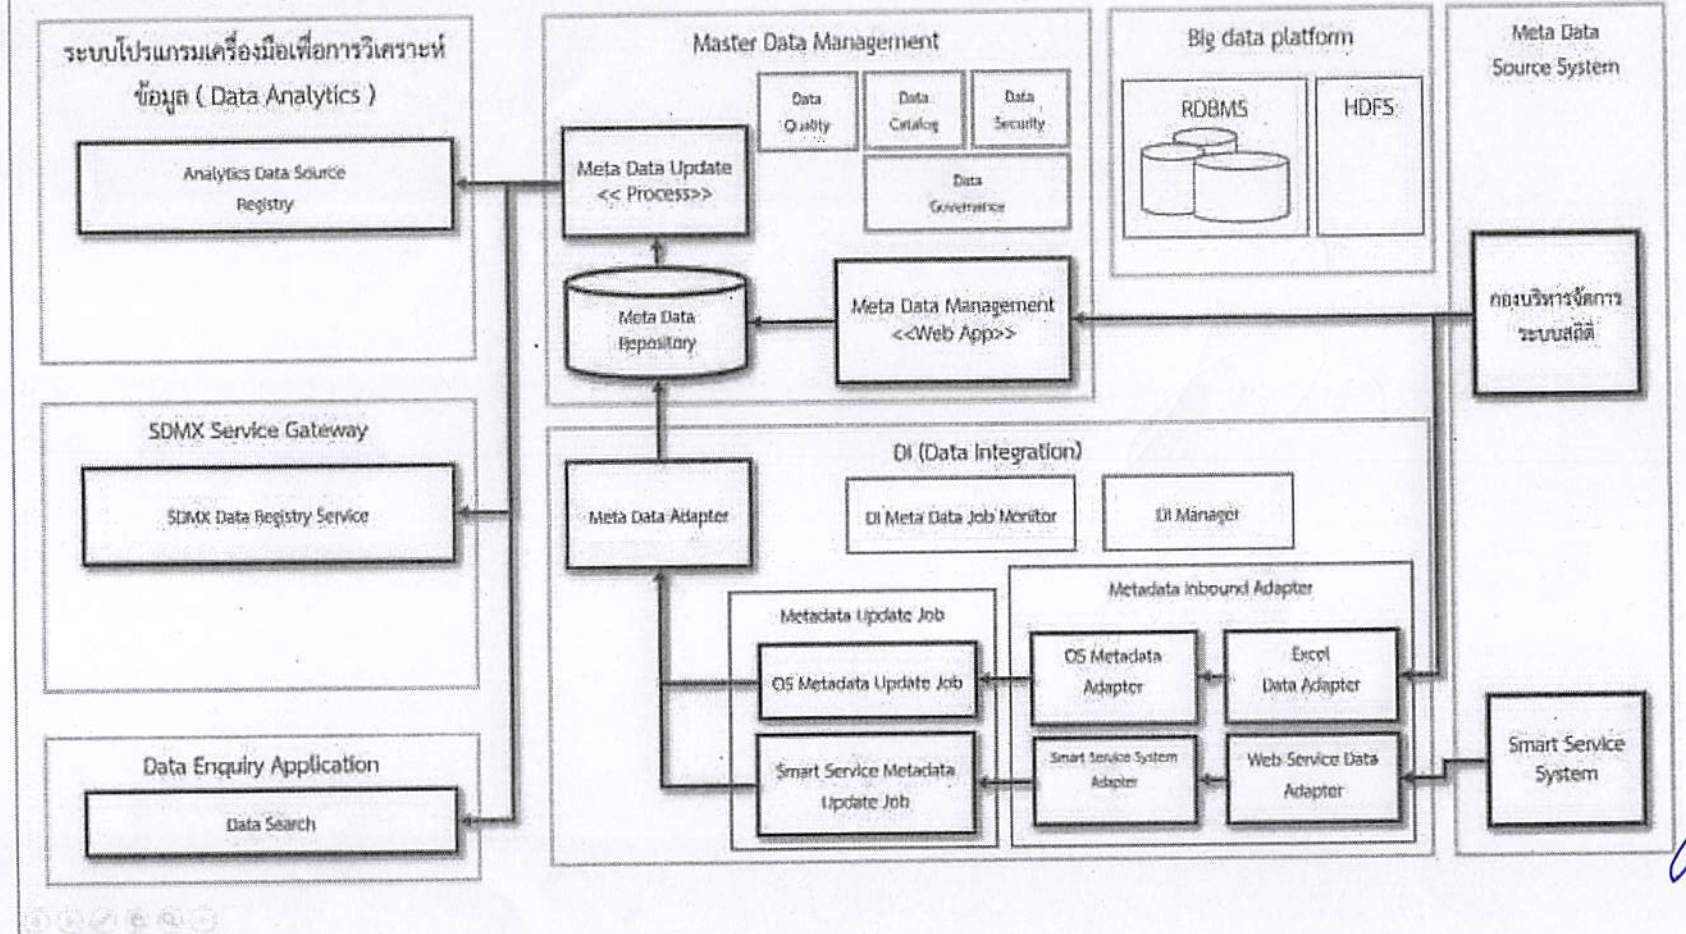 ระบบโปรแกรมเครื่องมือเพื่อการวิเคราะห์
ข้อมูล ( Data Analytics )
Analytics Data Source
Registry
SDMX Service Gateway
SDMX Data Registry Service
Data Enquiry Application
Data Search
Master Data Management
Data
Quality
Data
Catalog
Data
Security
Data
Governance
Meta Data Update
<< Process>>
Meta Data
Repository
Meta Data Management
<<Web App>>
Big data platform
RDBMS
HDFS
Meta Data
Source System
กองบริหารจัดการ
ระบบสถิติ
Smart Service
System
DI (Data Integration)
Meta Data Adapter
DI Meta Data Job Monitor
DI Manager
Metadata Update Job
OS Metadata Update Job
Smart Service Metadata
Update Job
Metadata Inbound Adapter
OS Metadata
Adapter
Excel
Data Adapter
Smart Service System
Adapter
Web Service Data
Adapter